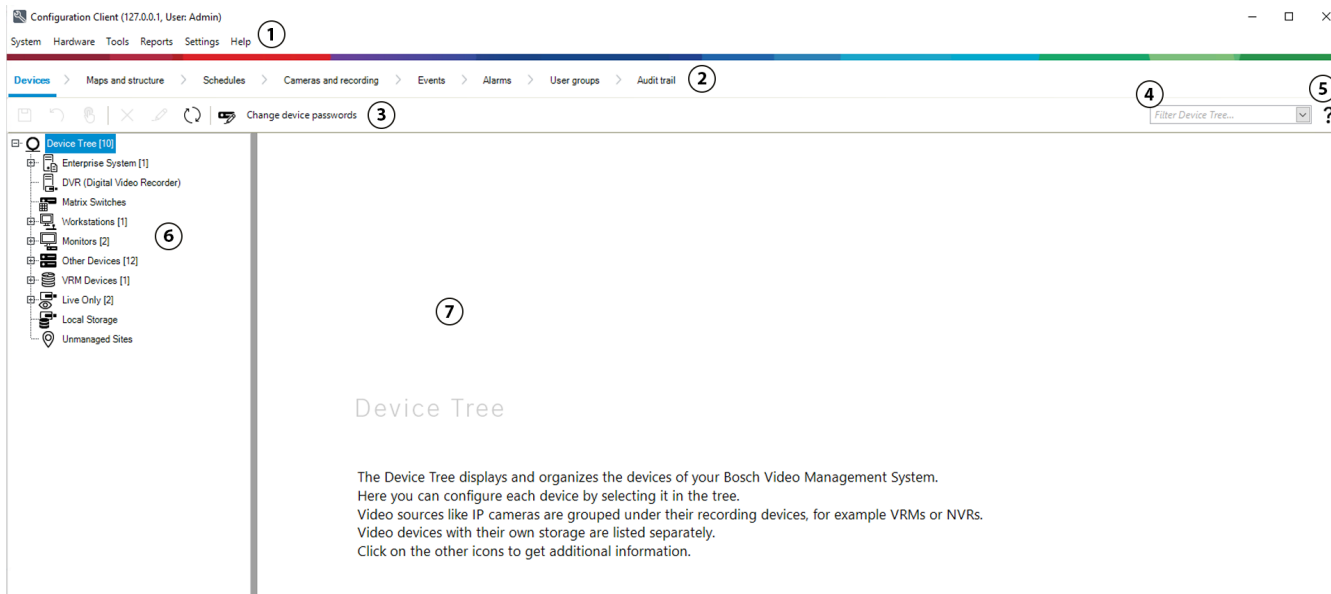 Configuration Client (127.0.0.1, User: Admin)
System Hardware Tools Reports Settings Help 1
Devices > Maps and structure > Schedules > Cameras and recording > Events > Alarms > User groups > Audit trail 2
4 5
Change device passwords 3 Filter Device Tree... ?
Device Tree [10]
Enterprise System [1]
DVR (Digital Video Recorder)
Matrix Switches
Workstations [1]
6
Monitors [2]
Other Devices [12]
VRM Devices [1]
Live Only [2]
Local Storage
Unmanaged Sites
7
Device Tree
The Device Tree displays and organizes the devices of your Bosch Video Management System.
Here you can configure each device by selecting it in the tree.
Video sources like IP cameras are grouped under their recording devices, for example VRMs or NVRs.
Video devices with their own storage are listed separately.
Click on the other icons to get additional information.